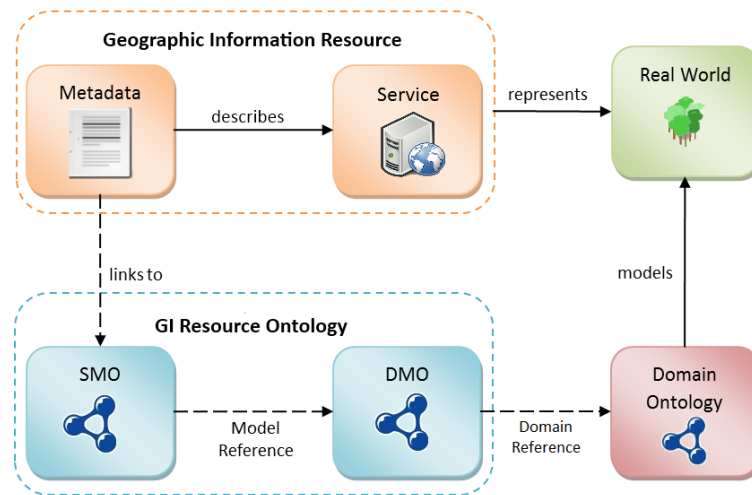 Geographic Information Resource
Metadata
describes
Service
represents
Real World
links to
models
GI Resource Ontology
SMO
Model
Reference
DMO
Domain
Reference
Domain
Ontology